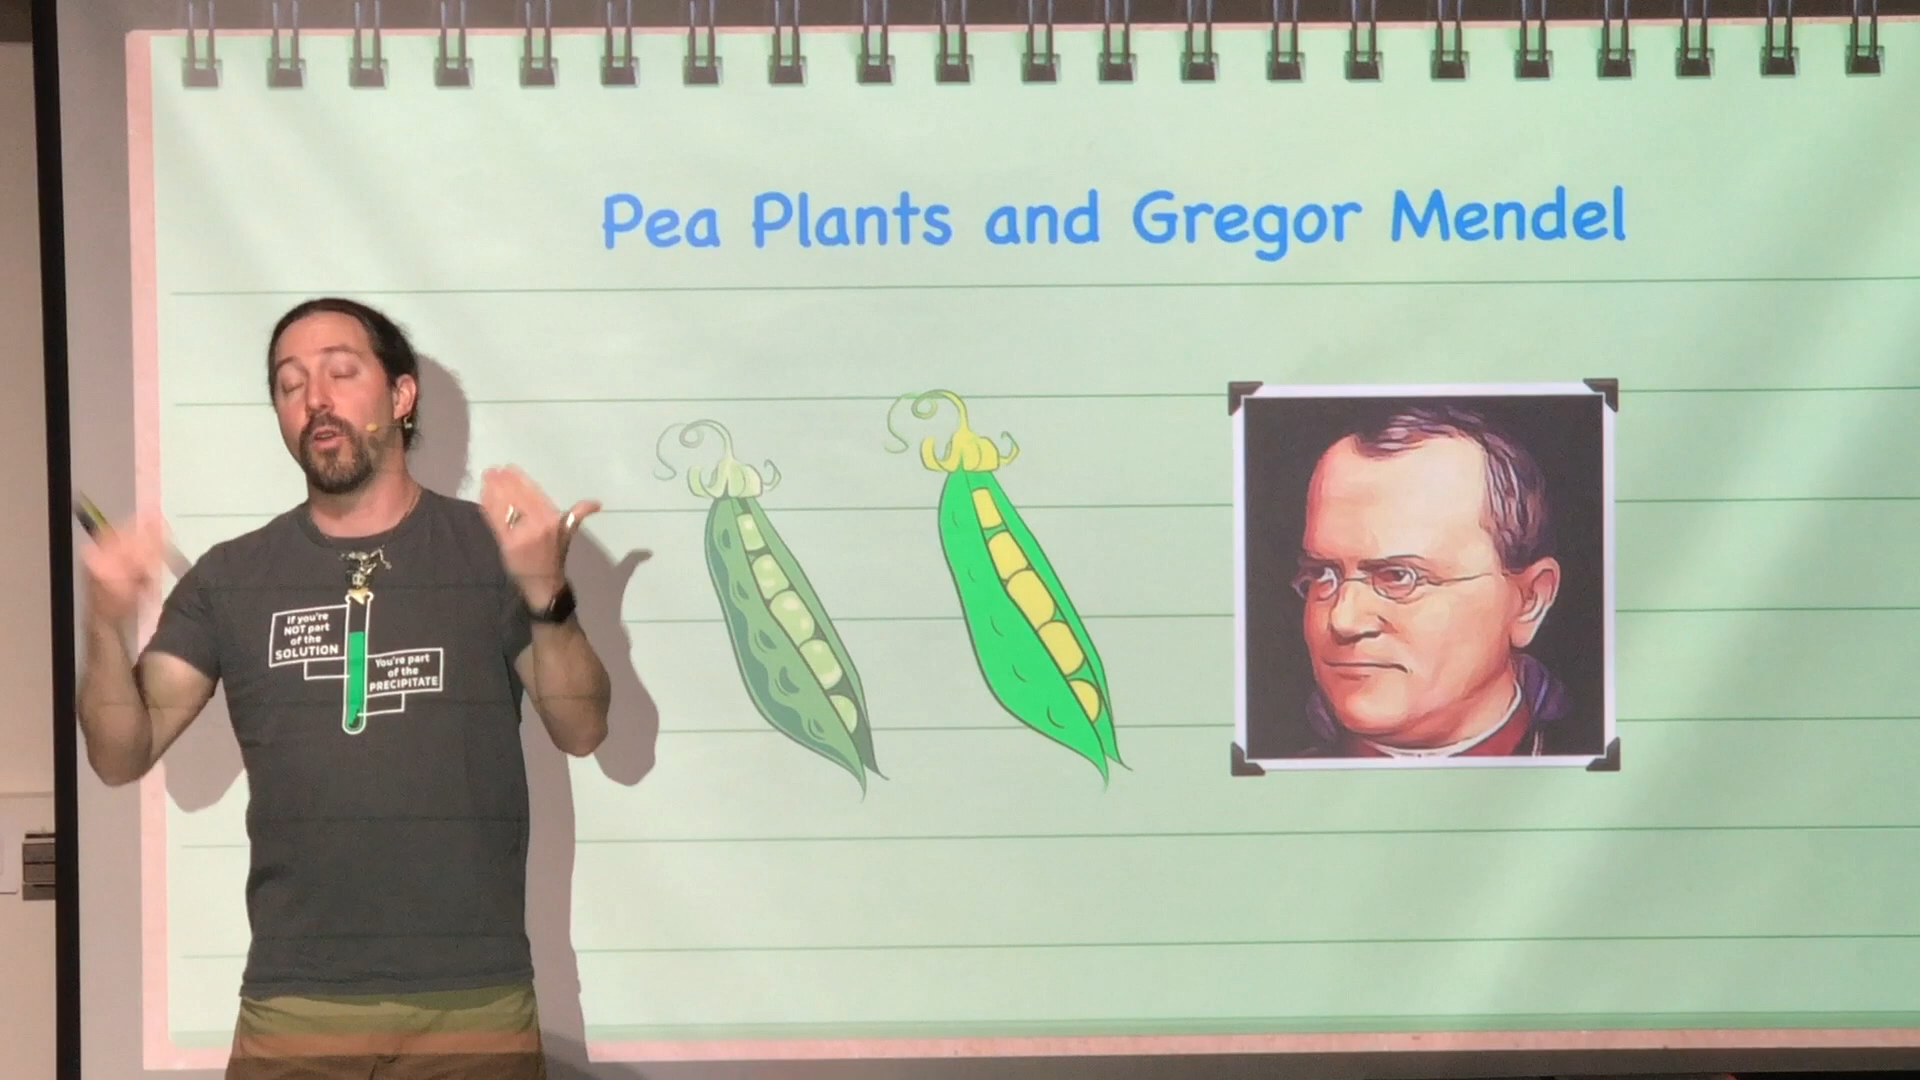 Pea Plants and Gregor Mendel
If you're
NOT part
of the
SOLUTION
You're part
of the
PRECIPITATE